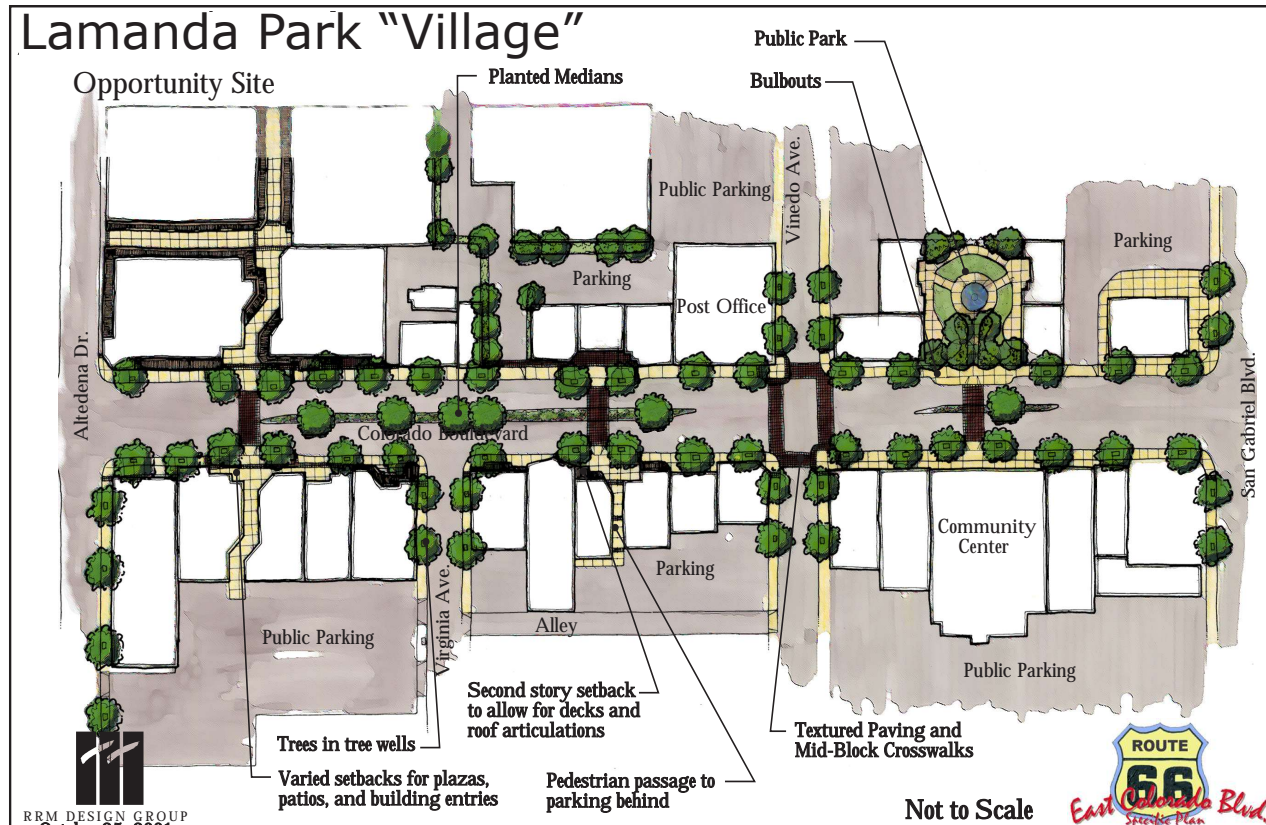 Lamanda Park “Village”
Opportunity Site
Planted Medians
Public Park
Bulbouts
Vinedo Ave.
Public Parking
Parking
Parking
Post Office
Altedena Dr.
Colorado Boulevard
San Gabriel Blvd.
Community
Center
Parking
Public Parking
Virginia Ave.
Alley
Public Parking
Second story setback
to allow for decks and
roof articulations
Trees in tree wells
Textured Paving and
Mid-Block Crosswalks
Varied setbacks for plazas,
patios, and building entries
Pedestrian passage to
parking behind
Not to Scale
ROUTE
66
East Colorado Blvd.
Specific Plan
RRM DESIGN GROUP